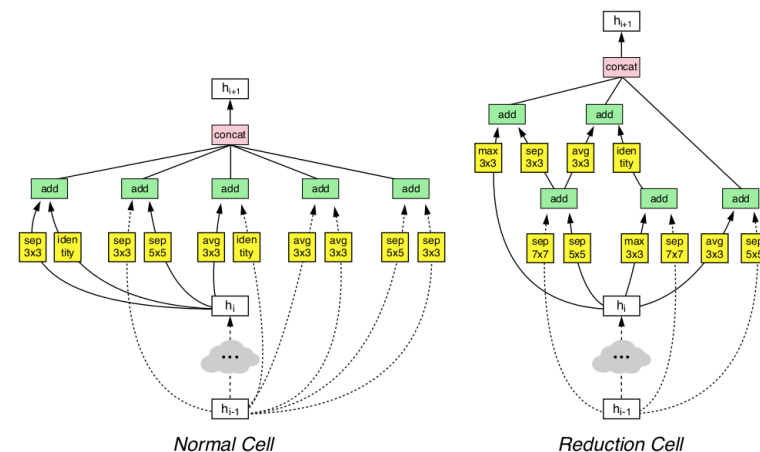 h_{i+1}
concat
add
add
add
add
add
sep 3x3
iden tity
sep 3x3
sep 5x5
avg 3x3
iden tity
avg 3x3
avg 3x3
sep 5x5
sep 3x3
h_i
...
h_{i-1}
Normal Cell
h_{i+1}
concat
add
add
max 3x3
sep 3x3
avg 3x3
iden tity
add
add
add
sep 7x7
sep 5x5
max 3x3
sep 7x7
avg 3x3
sep 5x5
h_i
...
h_{i-1}
Reduction Cell